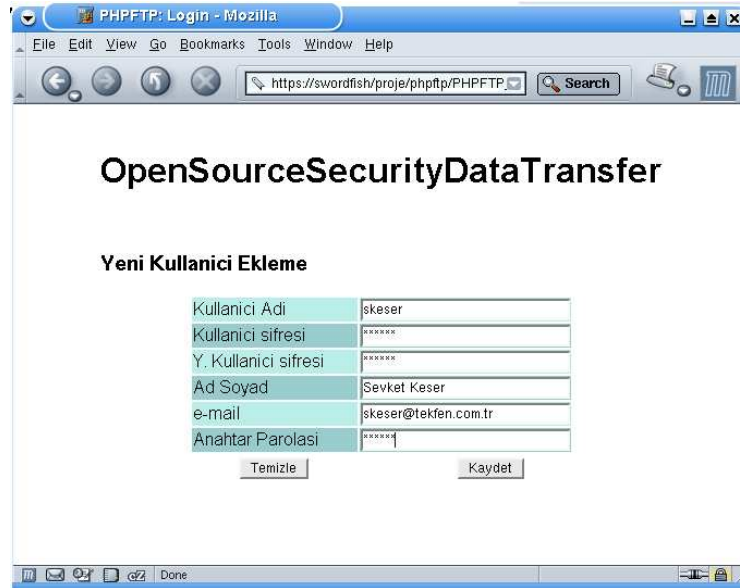 PHPFTP: Login - Mozilla
File Edit View Go Bookmarks Tools Window Help
https://swordfish/proje/phpftp/PHPFTP_ Search
OpenSourceSecurityDataTransfer
Yeni Kullanici Ekleme
Kullanici Adi skeser
Kullanici sifresi ******
Y. Kullanici sifresi ******
Ad Soyad Sevket Keser
e-mail skeser@tekfen.com.tr
Anahtar Parolasi ******
Temizle Kaydet
Done